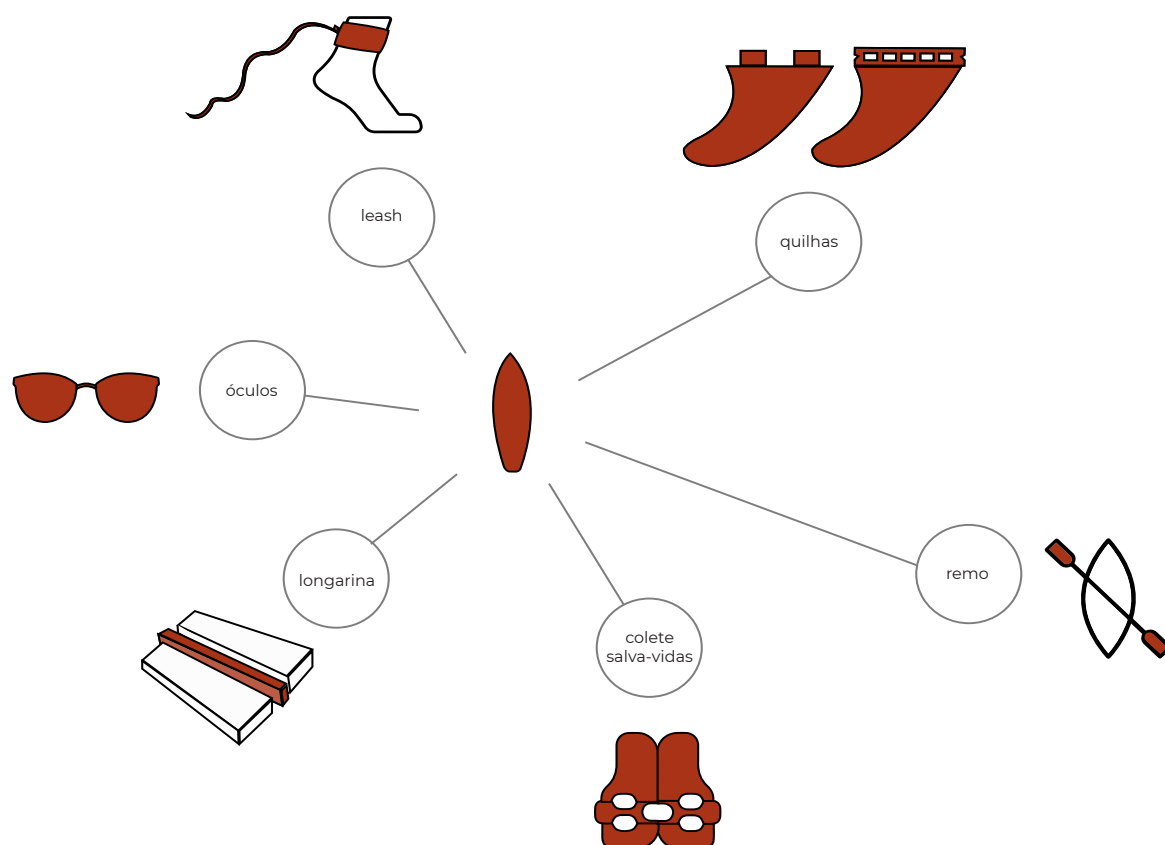 leash
quilhas
óculos
longarina
remo
colete
salva-vidas